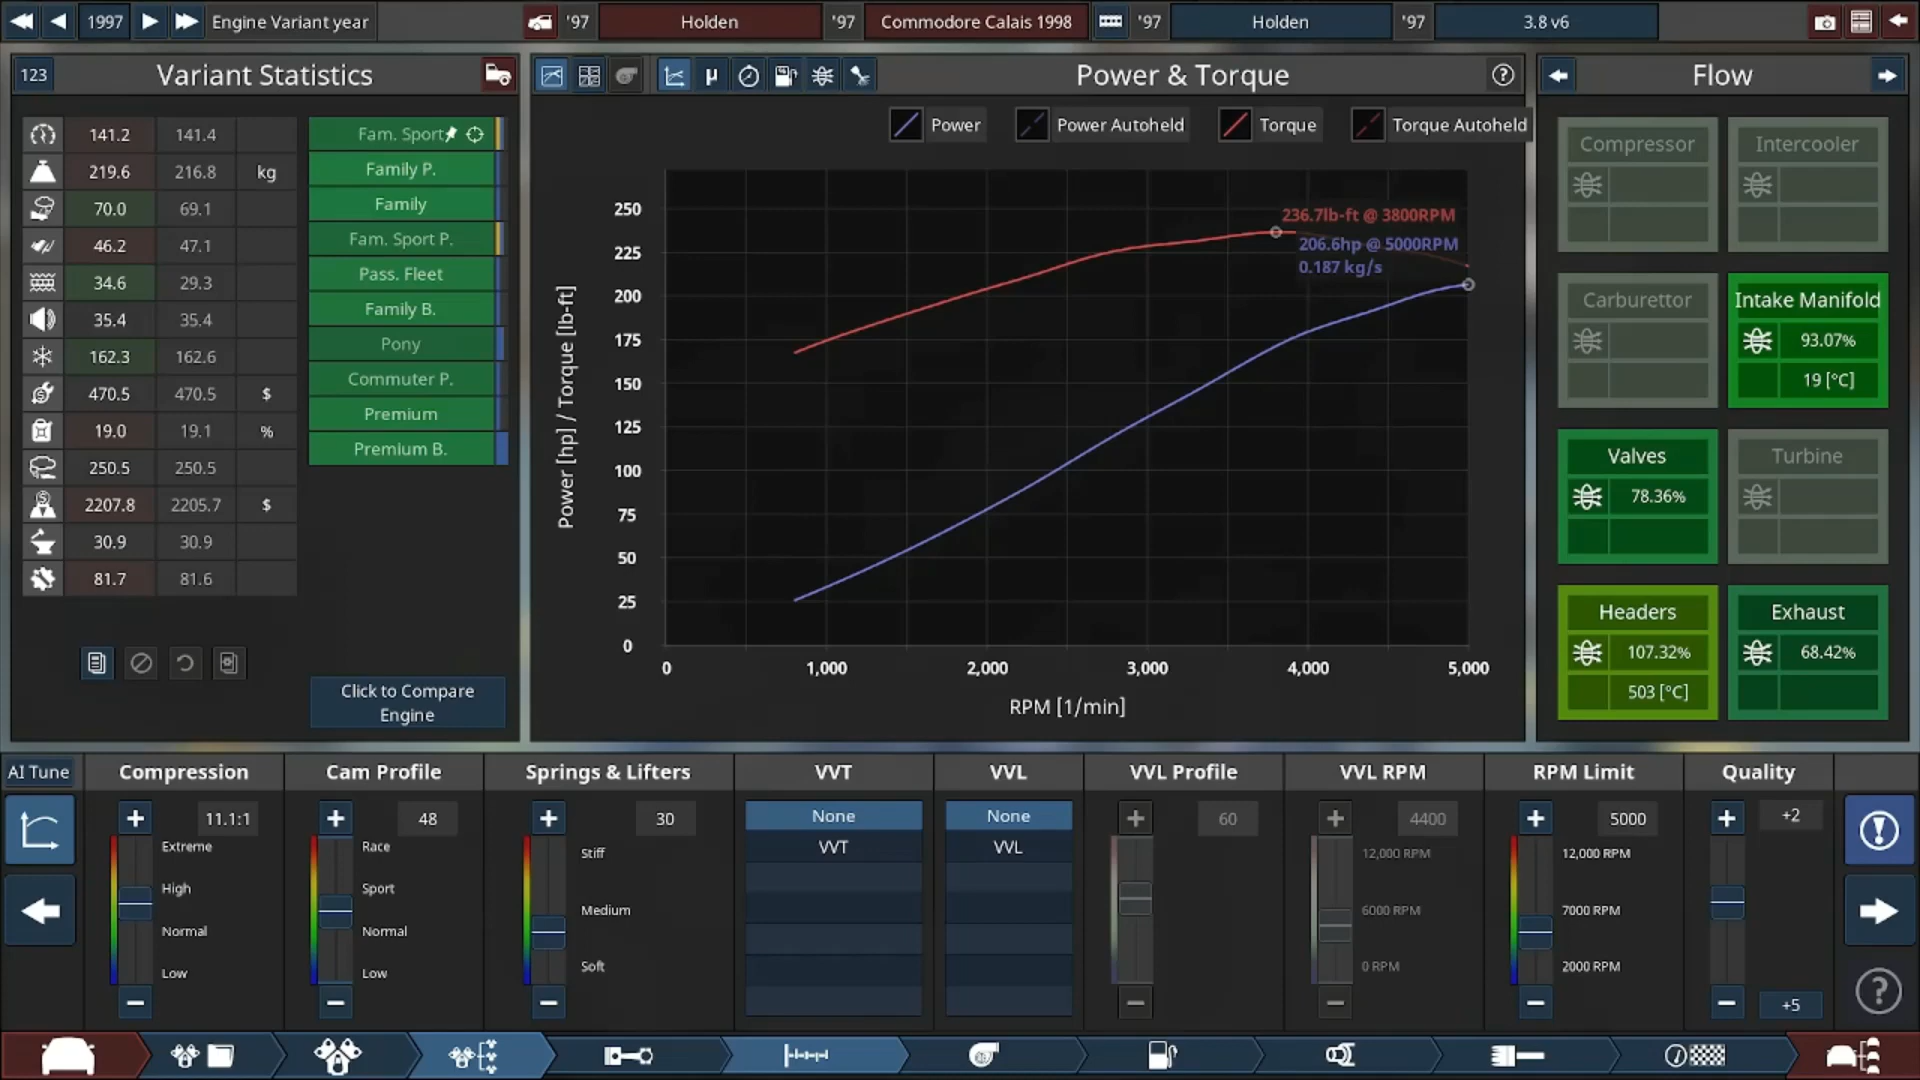 1997 Engine Variant year '97 Holden '97 Commodore Calais 1998 '97 Holden '97 3.8 v6
123 Variant Statistics
141.2 141.4
219.6 216.8 kg
70.0 69.1
46.2 47.1
34.6 29.3
35.4 35.4
162.3 162.6
470.5 470.5 $
19.0 19.1 %
250.5 250.5
2207.8 2205.7 $
30.9 30.9
81.7 81.6
Fam. Sport
Family P.
Family
Fam. Sport P.
Pass. Fleet
Family B.
Pony
Commuter P.
Premium
Premium B.
Click to Compare
Engine
μ Power & Torque ?
Power Power Autoheld Torque Torque Autoheld
236.7lb-ft @ 3800RPM
206.6hp @ 5000RPM
0.187 kg/s
Power [hp] / Torque [lb-ft]
250
225
200
175
150
125
100
75
50
25
0
0 1,000 2,000 3,000 4,000 5,000
RPM [1/min]
Flow
Compressor Intercooler
Carburettor Intake Manifold
93.07%
19 [°C]
Valves Turbine
78.36%
Headers Exhaust
107.32% 68.42%
503 [°C]
AI Tune
Compression
+ 11.1:1
Extreme
High
Normal
Low
−
Cam Profile
+ 48
Race
Sport
Normal
Low
−
Springs & Lifters
+ 30
Stiff
Medium
Soft
−
VVT
None
VVT
VVL
None
VVL
VVL Profile
+ 60
−
VVL RPM
+ 4400
12,000 RPM
6000 RPM
0 RPM
−
RPM Limit
+ 5000
12,000 RPM
7000 RPM
2000 RPM
−
Quality
+ +2
− +5
!
?